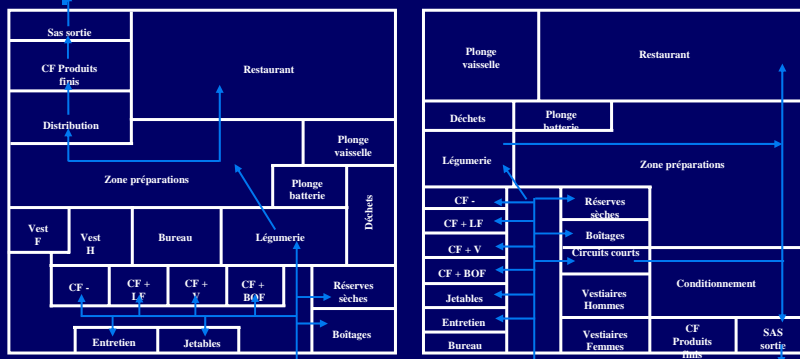 Sas sortie
CF Produits
finis
Restaurant
Distribution
Plonge
vaisselle
Zone préparations
Plonge
batterie
Déchets
Vest
F
Vest
H
Bureau
Légumerie
CF -
CF +
LF
CF +
V
CF +
BOF
Réserves
sèches
Boîtages
Entretien
Jetables
Plonge
vaisselle
Restaurant
Déchets
Plonge
batterie
Légumerie
Zone préparations
CF -
CF + LF
CF + V
CF + BOF
Jetables
Entretien
Bureau
Réserves
sèches
Boîtages
Circuits courts
Conditionnement
Vestiaires
Hommes
Vestiaires
Femmes
CF
Produits
finis
SAS
sortie